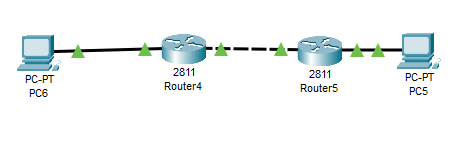 PC-PT
PC6
2811
Router4
2811
Router5
PC-PT
PC5